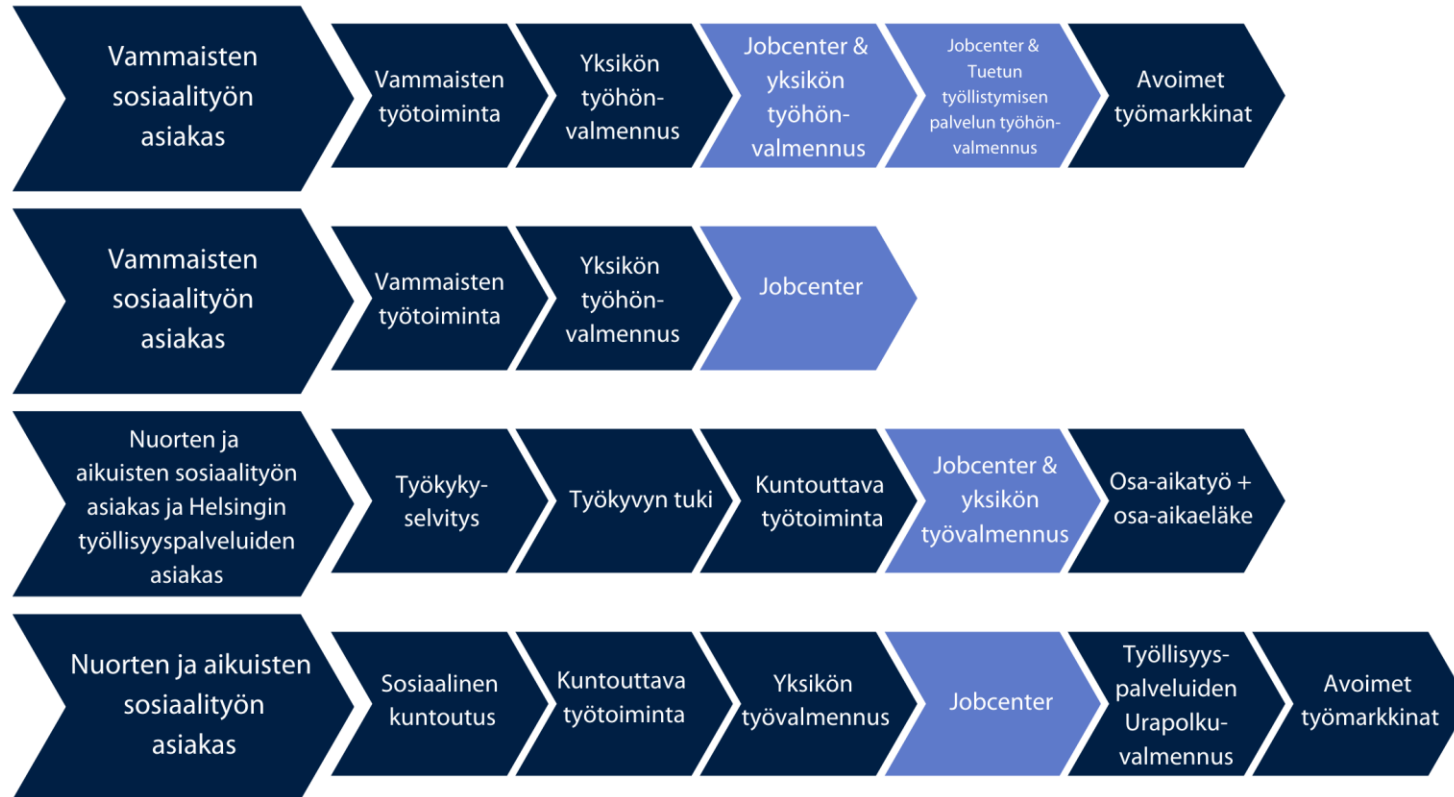 Vammaisten
sosiaalityön
asiakas
Vammaisten
työtoiminta
Yksikön
työhön-
valmennus
Jobcenter &
yksikön
työhön-
valmennus
Jobcenter &
Tuetun
työllistymisen
palvelun työhön-
valmennus
Avoimet
työmarkkinat
Vammaisten
sosiaalityön
asiakas
Vammaisten
työtoiminta
Yksikön
työhön-
valmennus
Jobcenter
Nuorten ja
aikuisten sosiaalityön
asiakas ja Helsingin
työllisyyspalveluiden
asiakas
Työkyky-
selvitys
Työkyvyn tuki
Kuntouttava
työtoiminta
Jobcenter &
yksikön
työvalmennus
Osa-aikatyö +
osa-aikaeläke
Nuorten ja aikuisten
sosiaalityön
asiakas
Sosiaalinen
kuntoutus
Kuntouttava
työtoiminta
Yksikön
työvalmennus
Jobcenter
Työllisyys-
palveluiden
Urapolku-
valmennus
Avoimet
työmarkkinat